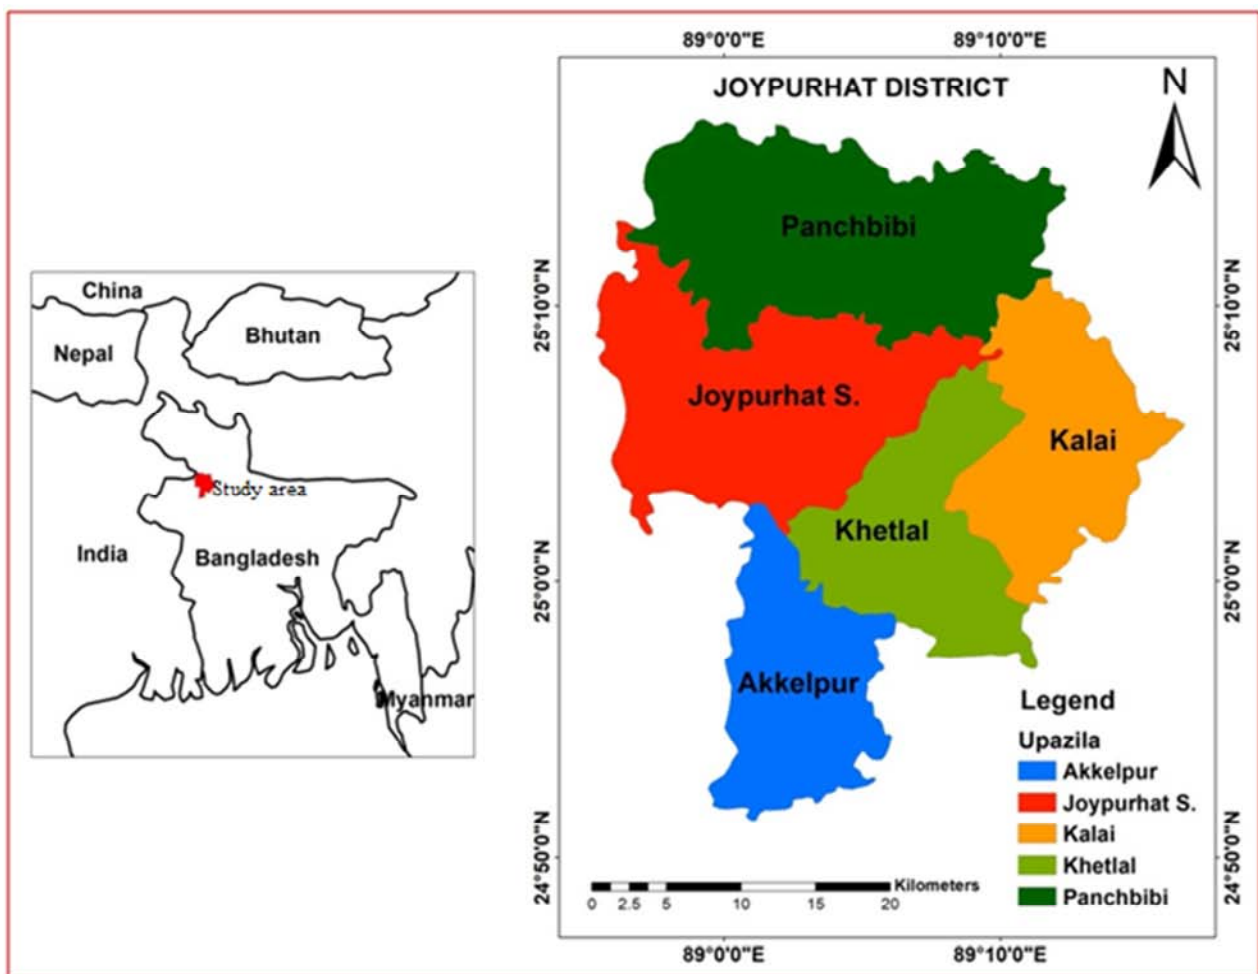 China
Nepal
Bhutan
Study area
India
Bangladesh
Myanmar
89°0'0"E
89°10'0"E
JOYPURHAT DISTRICT
N
25°10'0"N
25°10'0"N
25°0'0"N
25°0'0"N
24°50'0"N
24°50'0"N
Panchbibi
Joypurhat S.
Kalai
Khetlal
Akkelpur
Legend
Upazila
Akkelpur
Joypurhat S.
Kalai
Khetlal
Panchbibi
Kilometers
0 2.5 5 10 15 20
89°0'0"E
89°10'0"E